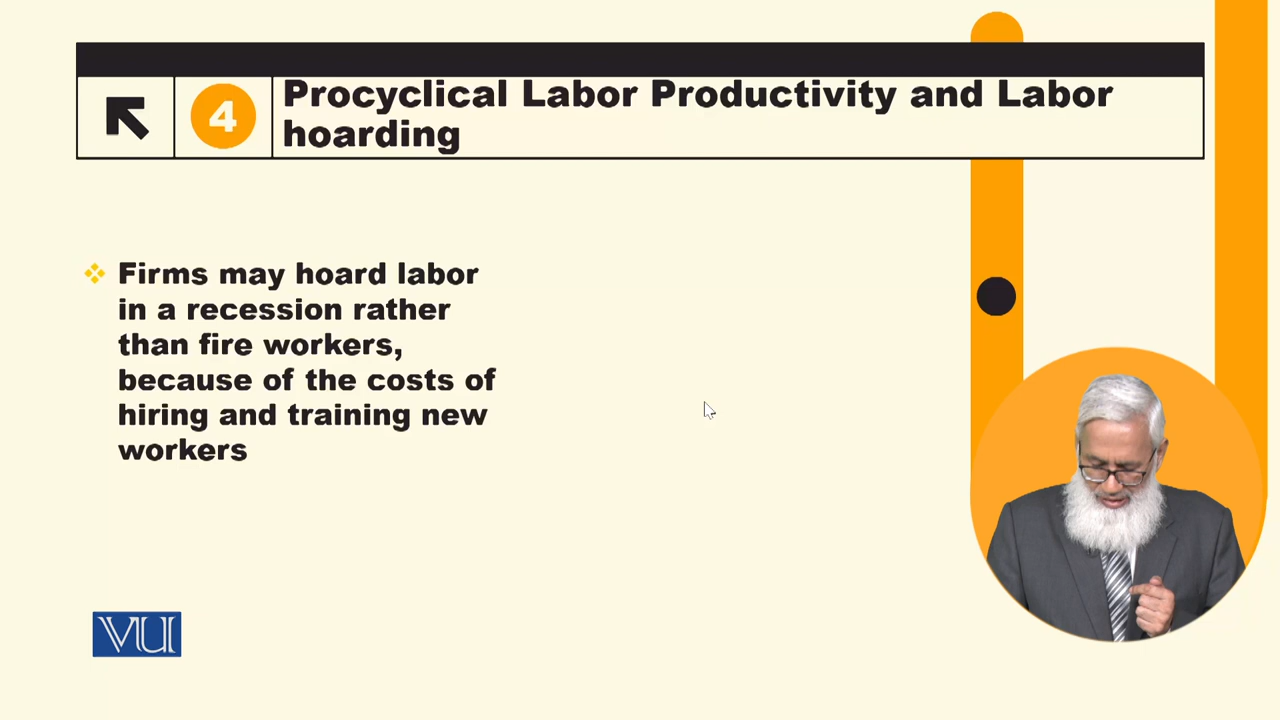 4
Procyclical Labor Productivity and Labor
hoarding
Firms may hoard labor
in a recession rather
than fire workers,
because of the costs of
hiring and training new
workers
VU